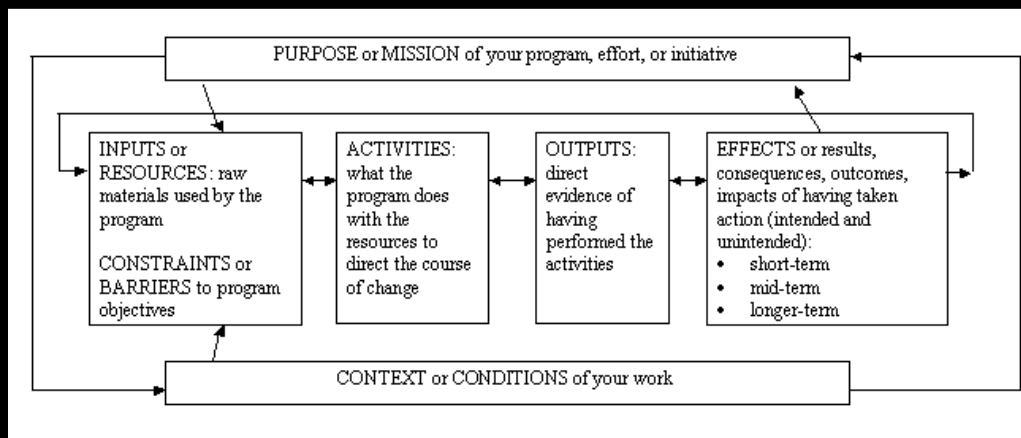 PURPOSE or MISSION of your program, effort, or initiative
INPUTS or
RESOURCES: raw
materials used by the
program
CONSTRAINTS or
BARRIERS to program
objectives
ACTIVITIES:
what the
program does
with the
resources to
direct the course
of change
OUTPUTS:
direct
evidence of
having
performed the
activities
EFFECTS or results,
consequences, outcomes,
impacts of having taken
action (intended and
unintended):
• short-term
• mid-term
• longer-term
CONTEXT or CONDITIONS of your work